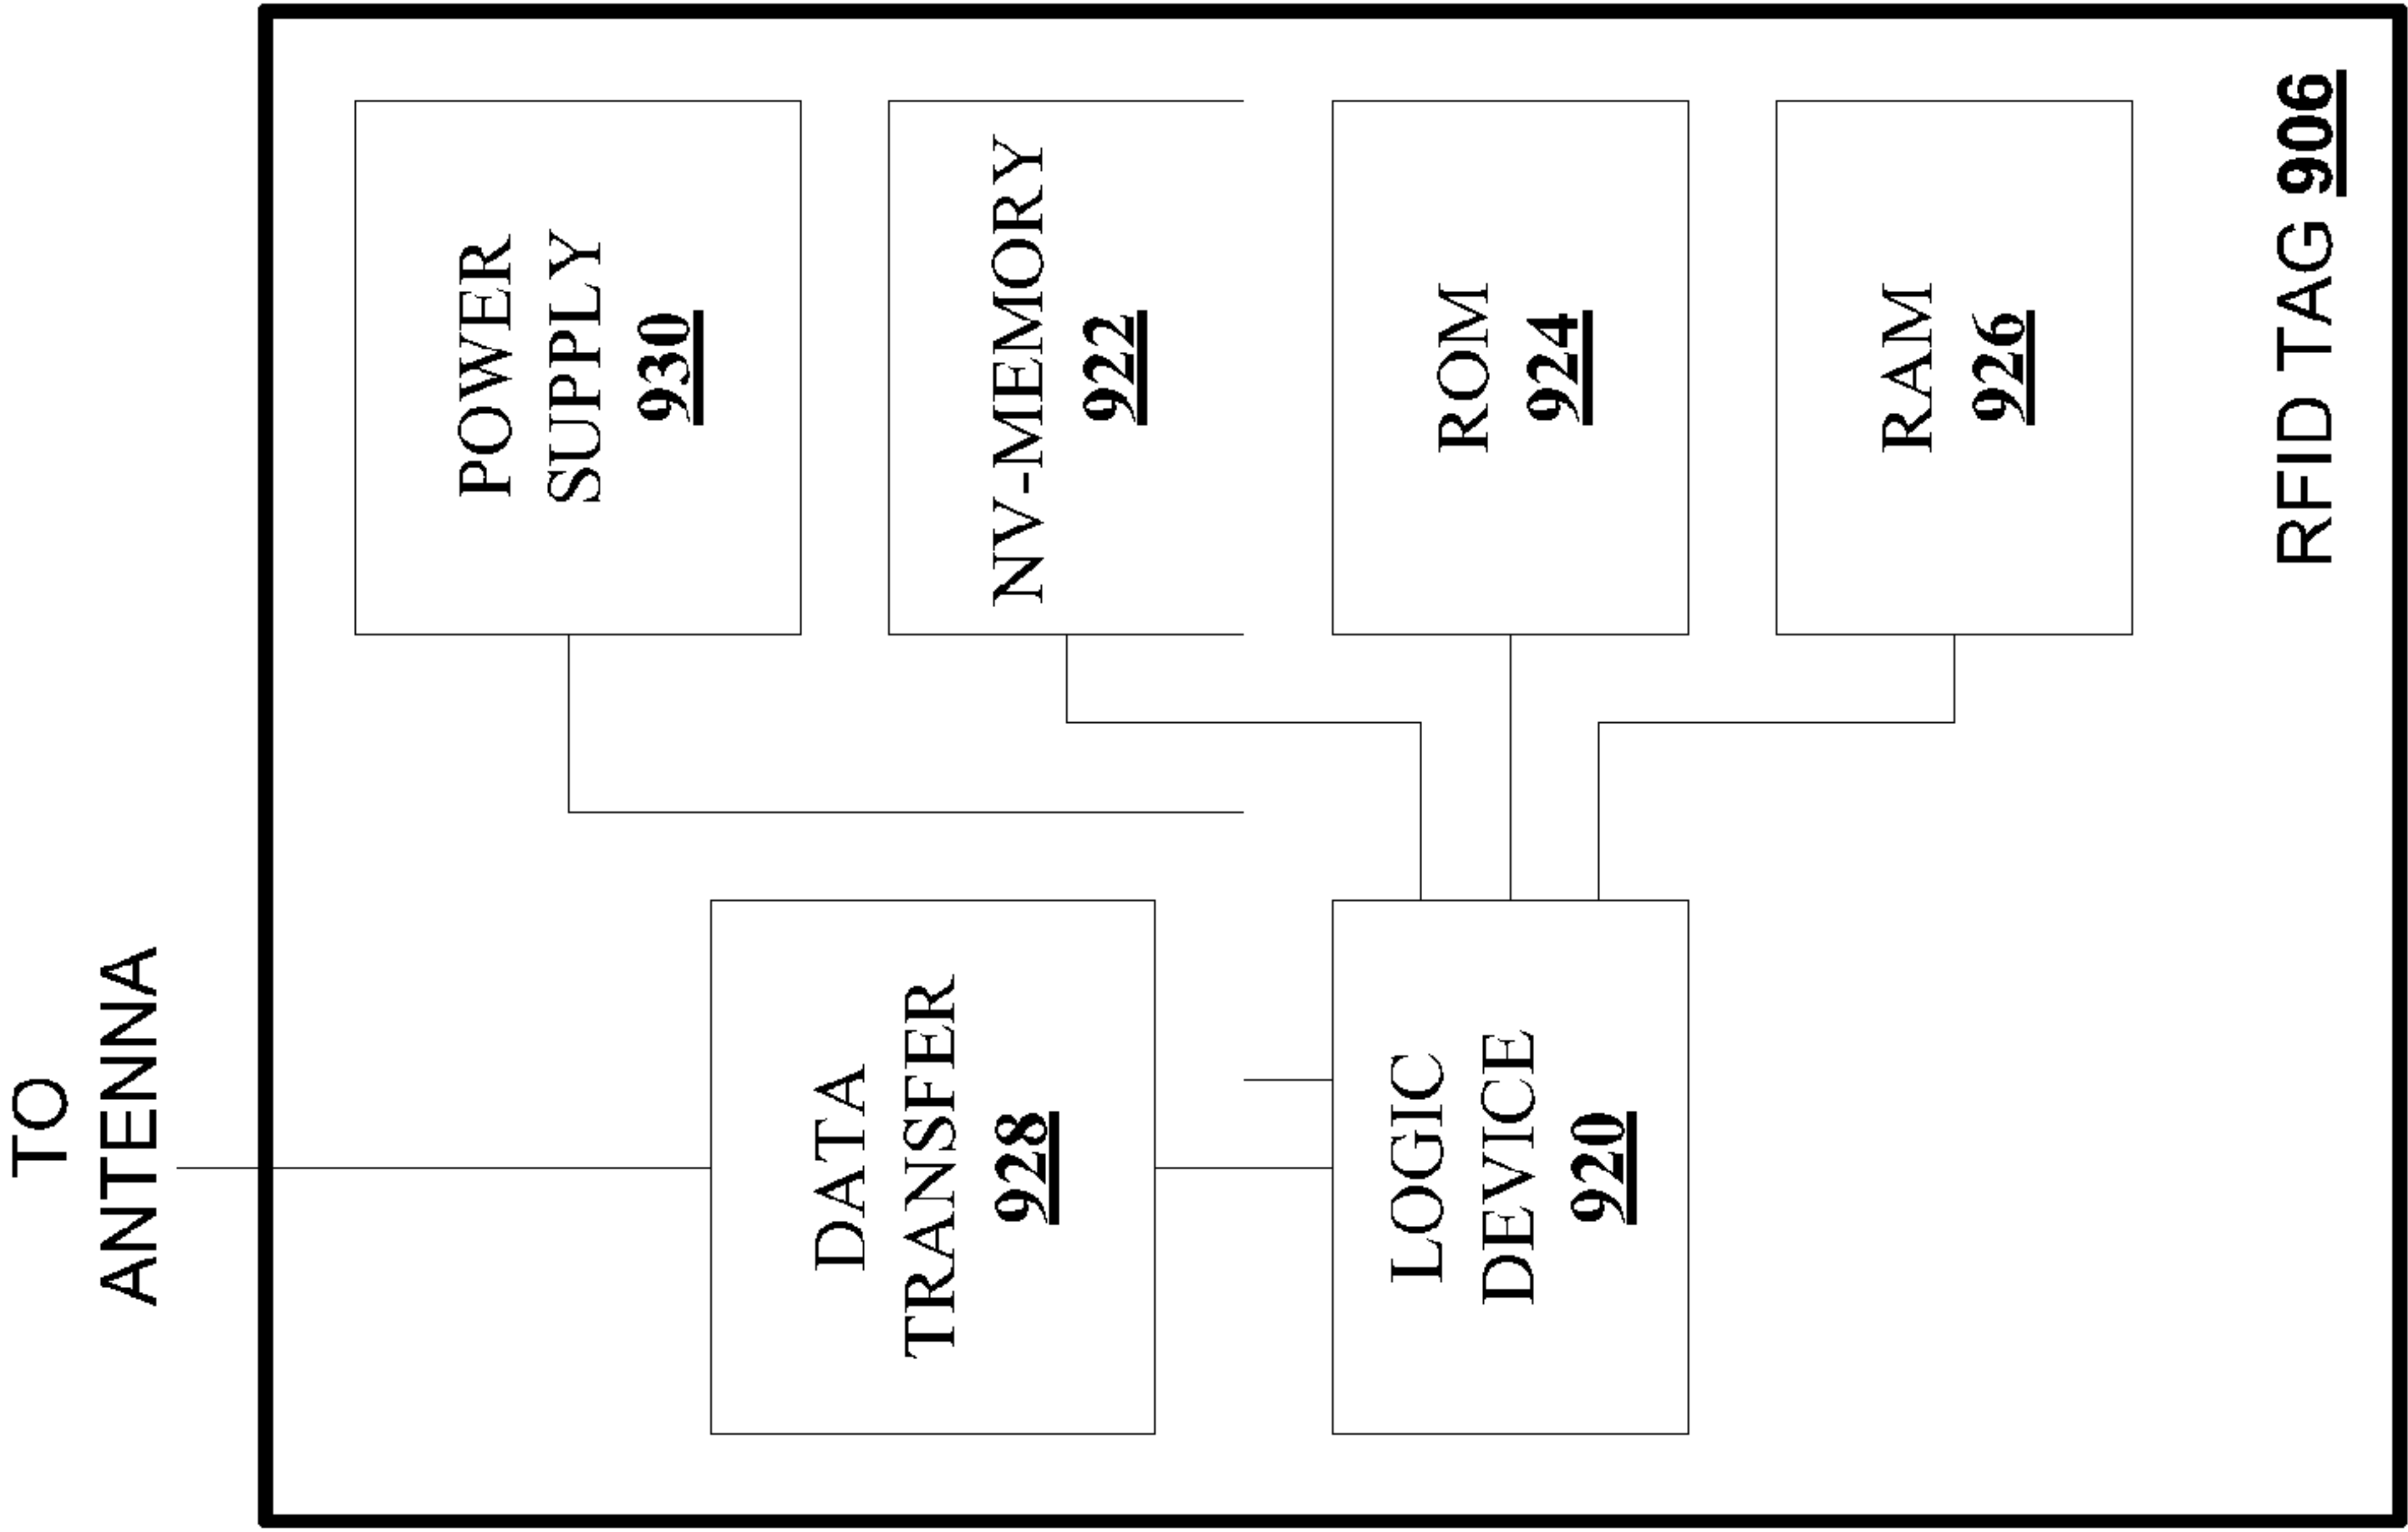 TO
ANTENNA
POWER
SUPPLY
930
DATA
TRANSFER
928
NV-MEMORY
922
LOGIC
DEVICE
920
ROM
924
RAM
926
RFID TAG 906